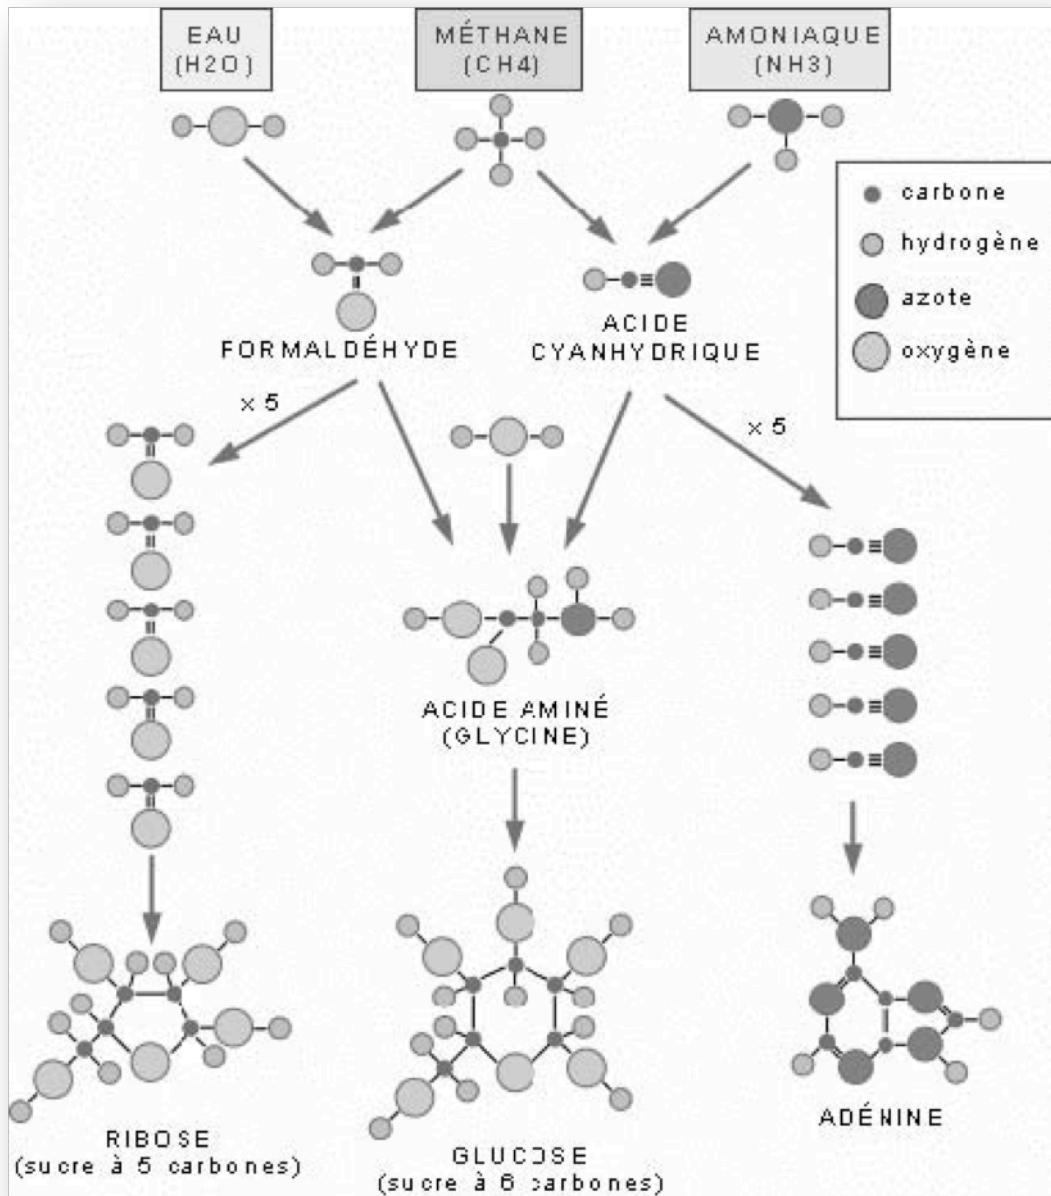 EAU
(H2O)
MÉTHANE
(CH4)
AMONIAQUE
(NH3)
carbone
hydrogène
azote
oxygène
FORMALDÉHYDE
ACIDE
CYANHYDRIQUE
x 5
x 5
ACIDE AMINÉ
(GLYCINE)
RIBOSE
(sucre à 5 carbones)
GLUCOSE
(sucre à 6 carbones)
ADÉNINE